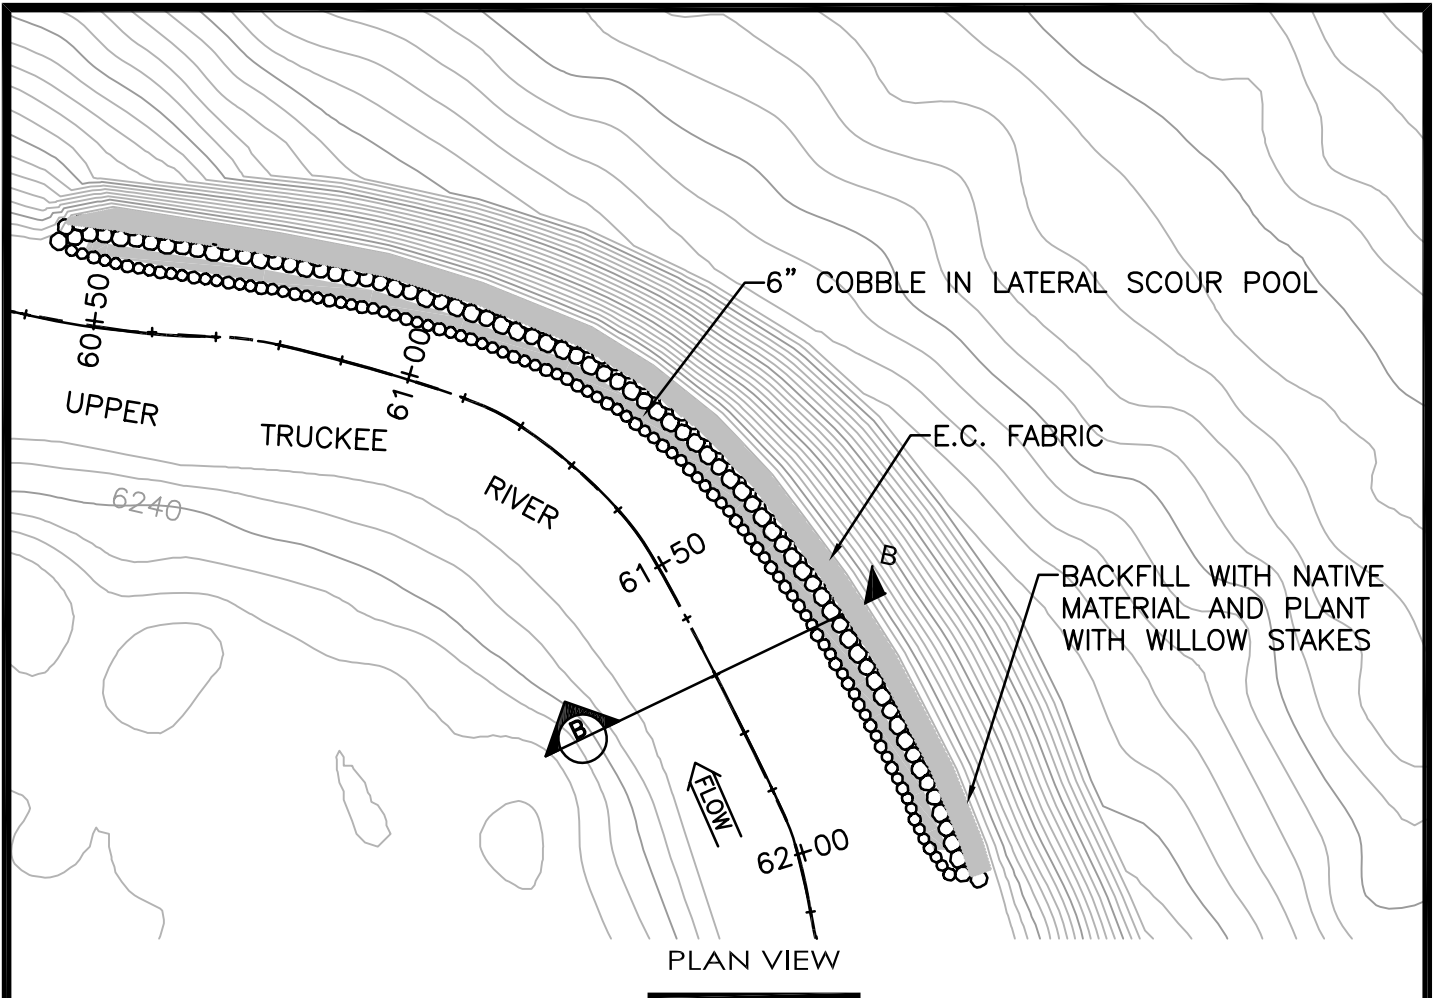 6” COBBLE IN LATERAL SCOUR POOL
60+50
61+00
UPPER TRUCKEE RIVER
E.C. FABRIC
6240
61+50
B
BACKFILL WITH NATIVE
MATERIAL AND PLANT
WITH WILLOW STAKES
B
FLOW
62+00
PLAN VIEW